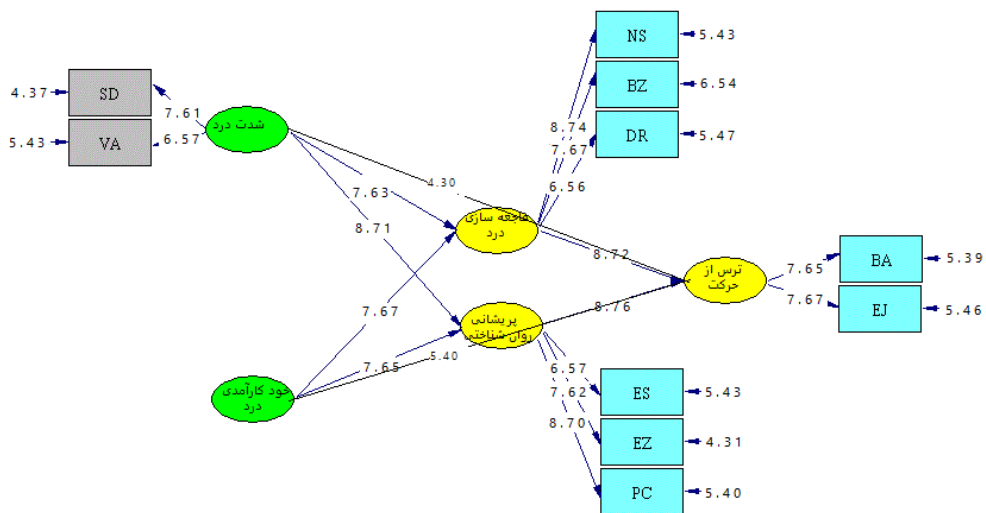 NS
5.43
BZ
6.54
DR
5.47
4.37
SD
5.43
VA
7.61
6.57
شدت درد
8.74
7.67
6.56
7.63
4.30
8.71
فاجعه سازی
درد
8.72
ترس از
حرکت
7.65
BA
5.39
7.67
EJ
5.46
7.67
پریشانی
روان شناختی
8.76
5.40
7.65
خود کارآمدی
درد
6.57
7.62
8.70
ES
5.43
EZ
4.31
PC
5.40